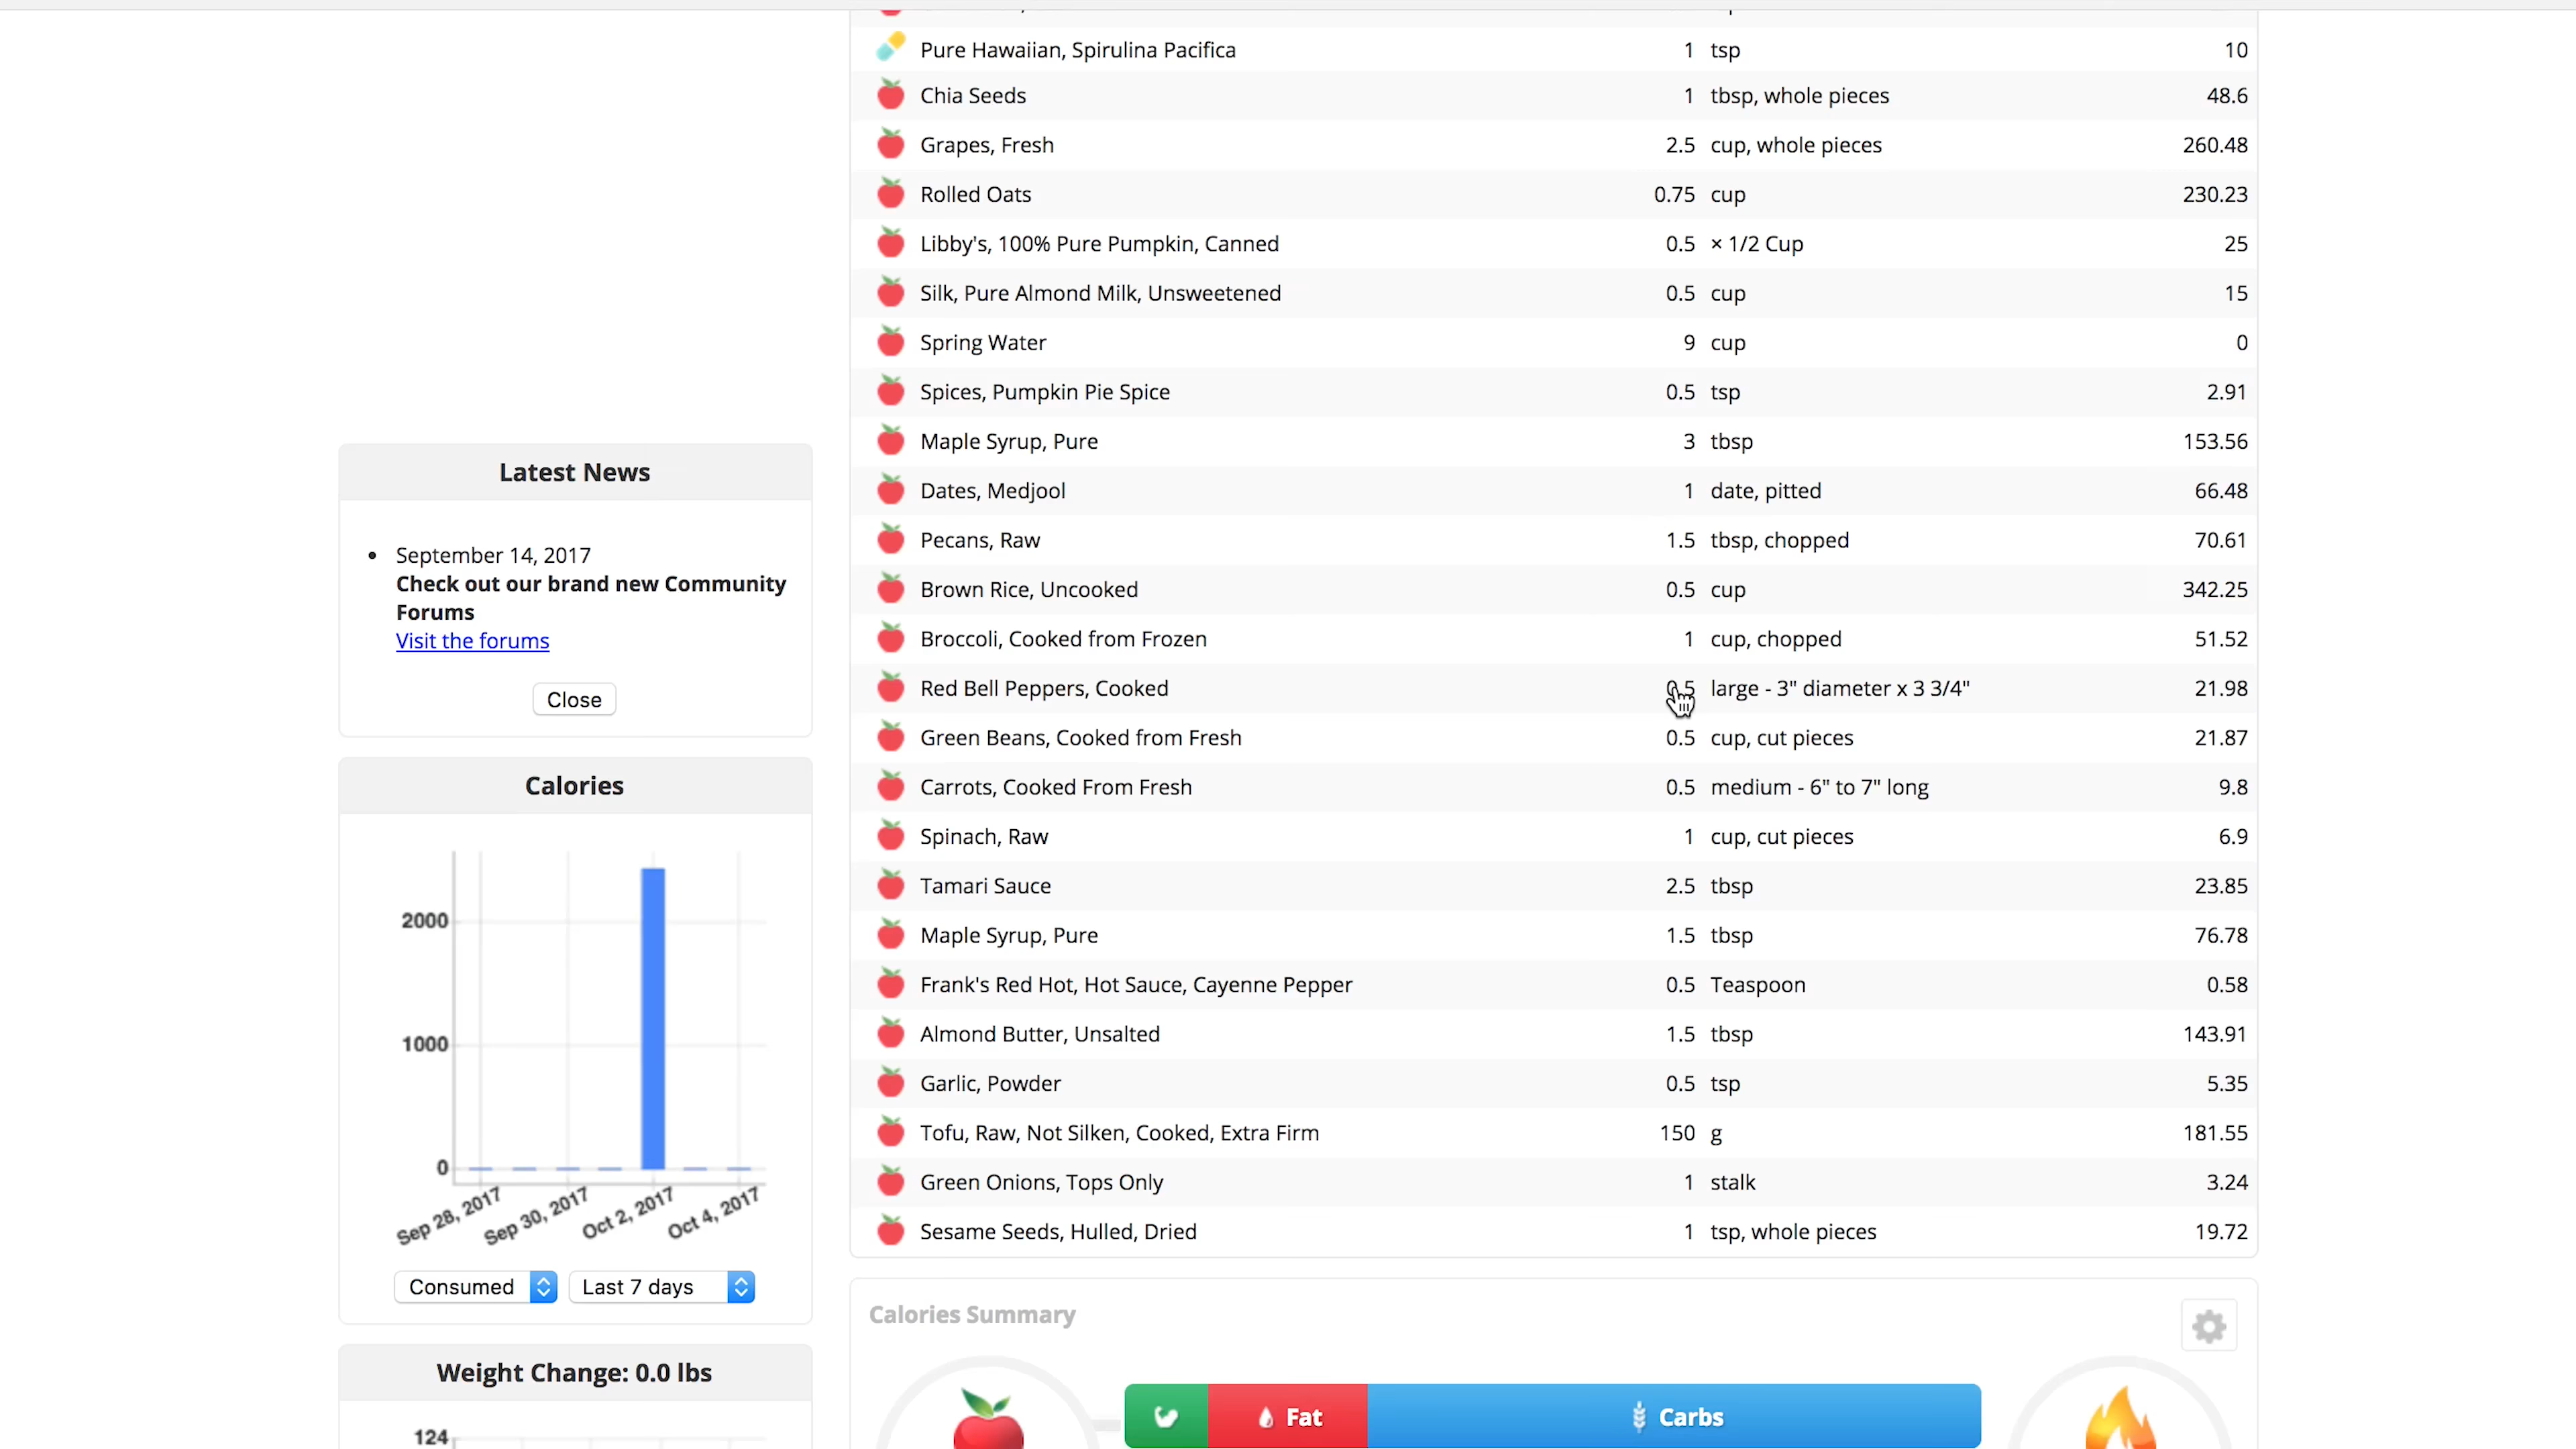 Pure Hawaiian, Spirulina Pacifica 1 tsp 10
Chia Seeds 1 tbsp, whole pieces 48.6
Grapes, Fresh 2.5 cup, whole pieces 260.48
Rolled Oats 0.75 cup 230.23
Libby's, 100% Pure Pumpkin, Canned 0.5 × 1/2 Cup 25
Silk, Pure Almond Milk, Unsweetened 0.5 cup 15
Spring Water 9 cup 0
Spices, Pumpkin Pie Spice 0.5 tsp 2.91
Maple Syrup, Pure 3 tbsp 153.56
Dates, Medjool 1 date, pitted 66.48
Pecans, Raw 1.5 tbsp, chopped 70.61
Brown Rice, Uncooked 0.5 cup 342.25
Broccoli, Cooked from Frozen 1 cup, chopped 51.52
Red Bell Peppers, Cooked 0.5 large - 3" diameter x 3 3/4" 21.98
Green Beans, Cooked from Fresh 0.5 cup, cut pieces 21.87
Carrots, Cooked From Fresh 0.5 medium - 6" to 7" long 9.8
Spinach, Raw 1 cup, cut pieces 6.9
Tamari Sauce 2.5 tbsp 23.85
Maple Syrup, Pure 1.5 tbsp 76.78
Frank's Red Hot, Hot Sauce, Cayenne Pepper 0.5 Teaspoon 0.58
Almond Butter, Unsalted 1.5 tbsp 143.91
Garlic, Powder 0.5 tsp 5.35
Tofu, Raw, Not Silken, Cooked, Extra Firm 150 g 181.55
Green Onions, Tops Only 1 stalk 3.24
Sesame Seeds, Hulled, Dried 1 tsp, whole pieces 19.72
Calories Summary
Fat
Carbs
Latest News
• September 14, 2017
Check out our brand new Community
Forums
Visit the forums
Close
Calories
2000
1000
0
Sep 28, 2017 Sep 30, 2017 Oct 2, 2017 Oct 4, 2017
Consumed Last 7 days
Weight Change: 0.0 lbs
124